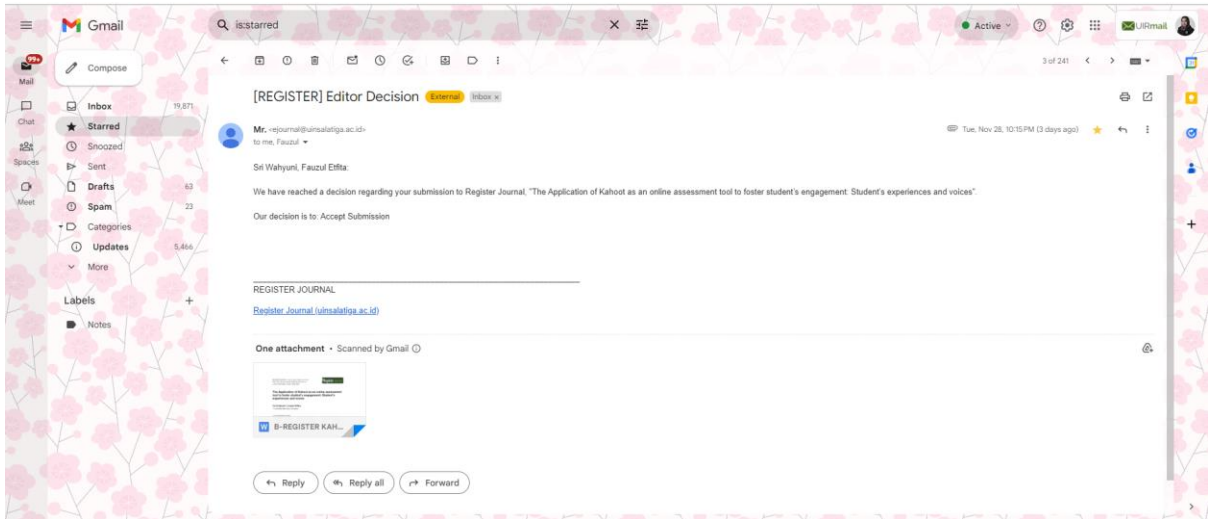 Gmail
is:starred
Active
UIRmail
99+
Mail
Chat
Spaces
Meet
Compose
Inbox 19,871
Starred
Snoozed
Sent
Drafts 63
Spam 23
Categories
Updates 5,466
More
Labels
Notes
3 of 241
[REGISTER] Editor Decision External Inbox x
Mr. <ejournal@uinsalatiga.ac.id>
to me, Fauzul
Tue, Nov 28, 10:15 PM (3 days ago)
Sri Wahyuni, Fauzul Etfita:
We have reached a decision regarding your submission to Register Journal, "The Application of Kahoot as an online assessment tool to foster student's engagement: Student's experiences and voices".
Our decision is to: Accept Submission
REGISTER JOURNAL
Register Journal (uinsalatiga.ac.id)
One attachment • Scanned by Gmail
W B-REGISTER KAH...
Reply
Reply all
Forward